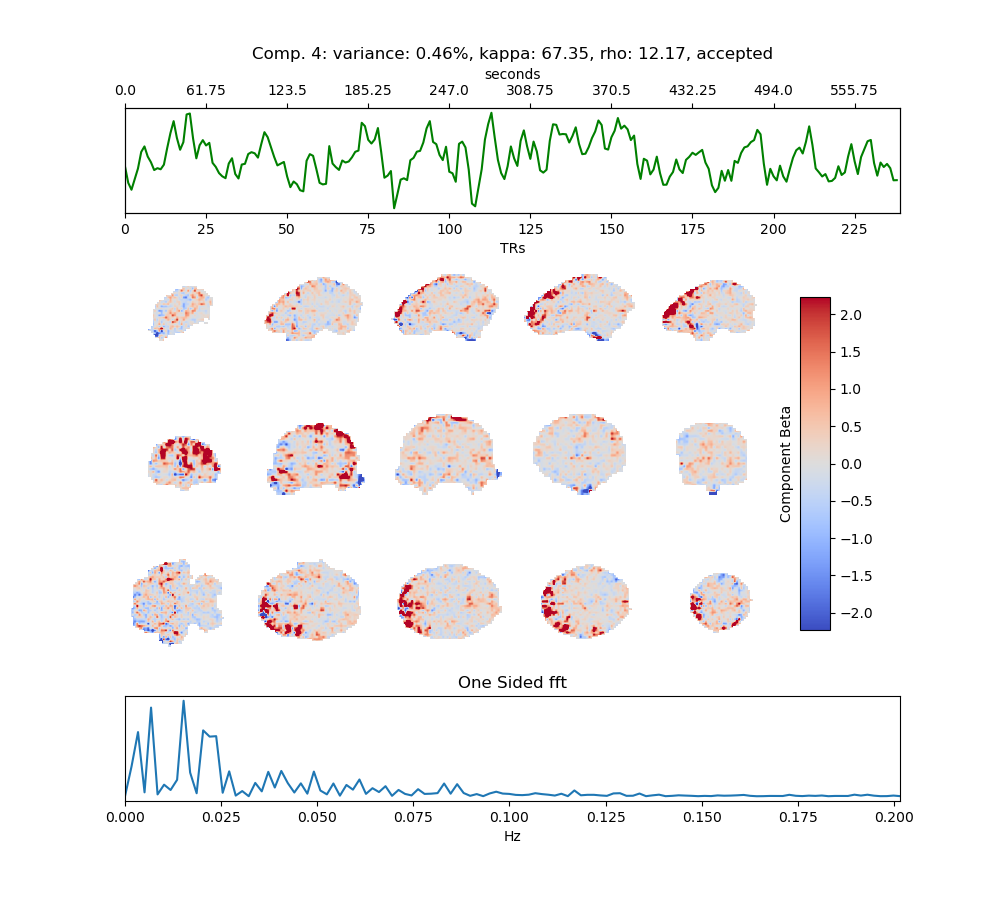 Comp. 4: variance: 0.46%, kappa: 67.35, rho: 12.17, accepted
seconds
0.0 61.75 123.5 185.25 247.0 308.75 370.5 432.25 494.0 555.75
0 25 50 75 100 125 150 175 200 225
TRs
2.0
1.5
1.0
0.5
0.0
−0.5
−1.0
−1.5
−2.0
Component Beta
One Sided fft
0.000 0.025 0.050 0.075 0.100 0.125 0.150 0.175 0.200
Hz